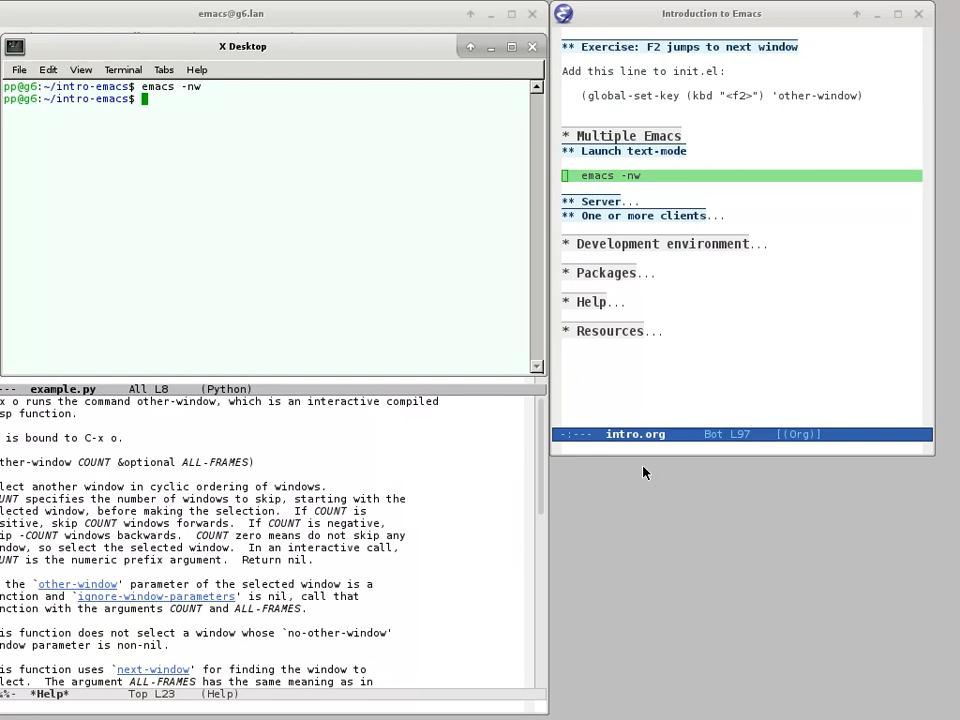 emacs@g6.lan
X Desktop
File Edit View Terminal Tabs Help
pp@g6:~/intro-emacs$ emacs -nw
pp@g6:~/intro-emacs$
--- example.py All L8 (Python)
x o runs the command other-window, which is an interactive compiled
sp function.
is bound to C-x o.
ther-window COUNT &optional ALL-FRAMES)
lect another window in cyclic ordering of windows.
UNT specifies the number of windows to skip, starting with the
lected window, before making the selection. If COUNT is
sitive, skip COUNT windows forwards. If COUNT is negative,
ip -COUNT windows backwards. COUNT zero means do not skip any
ndow, so select the selected window. In an interactive call,
UNT is the numeric prefix argument. Return nil.
the `other-window' parameter of the selected window is a
nction and `ignore-window-parameters' is nil, call that
nction with the arguments COUNT and ALL-FRAMES.
is function does not select a window whose `no-other-window'
ndow parameter is non-nil.
is function uses `next-window' for finding the window to
lect. The argument ALL-FRAMES has the same meaning as in
%%- *Help* Top L23 (Help)
Introduction to Emacs
** Exercise: F2 jumps to next window
Add this line to init.el:
(global-set-key (kbd "<f2>") 'other-window)
* Multiple Emacs
** Launch text-mode
emacs -nw
** Server...
** One or more clients...
* Development environment...
* Packages...
* Help...
* Resources...
-:--- intro.org Bot L97 [(Org)]